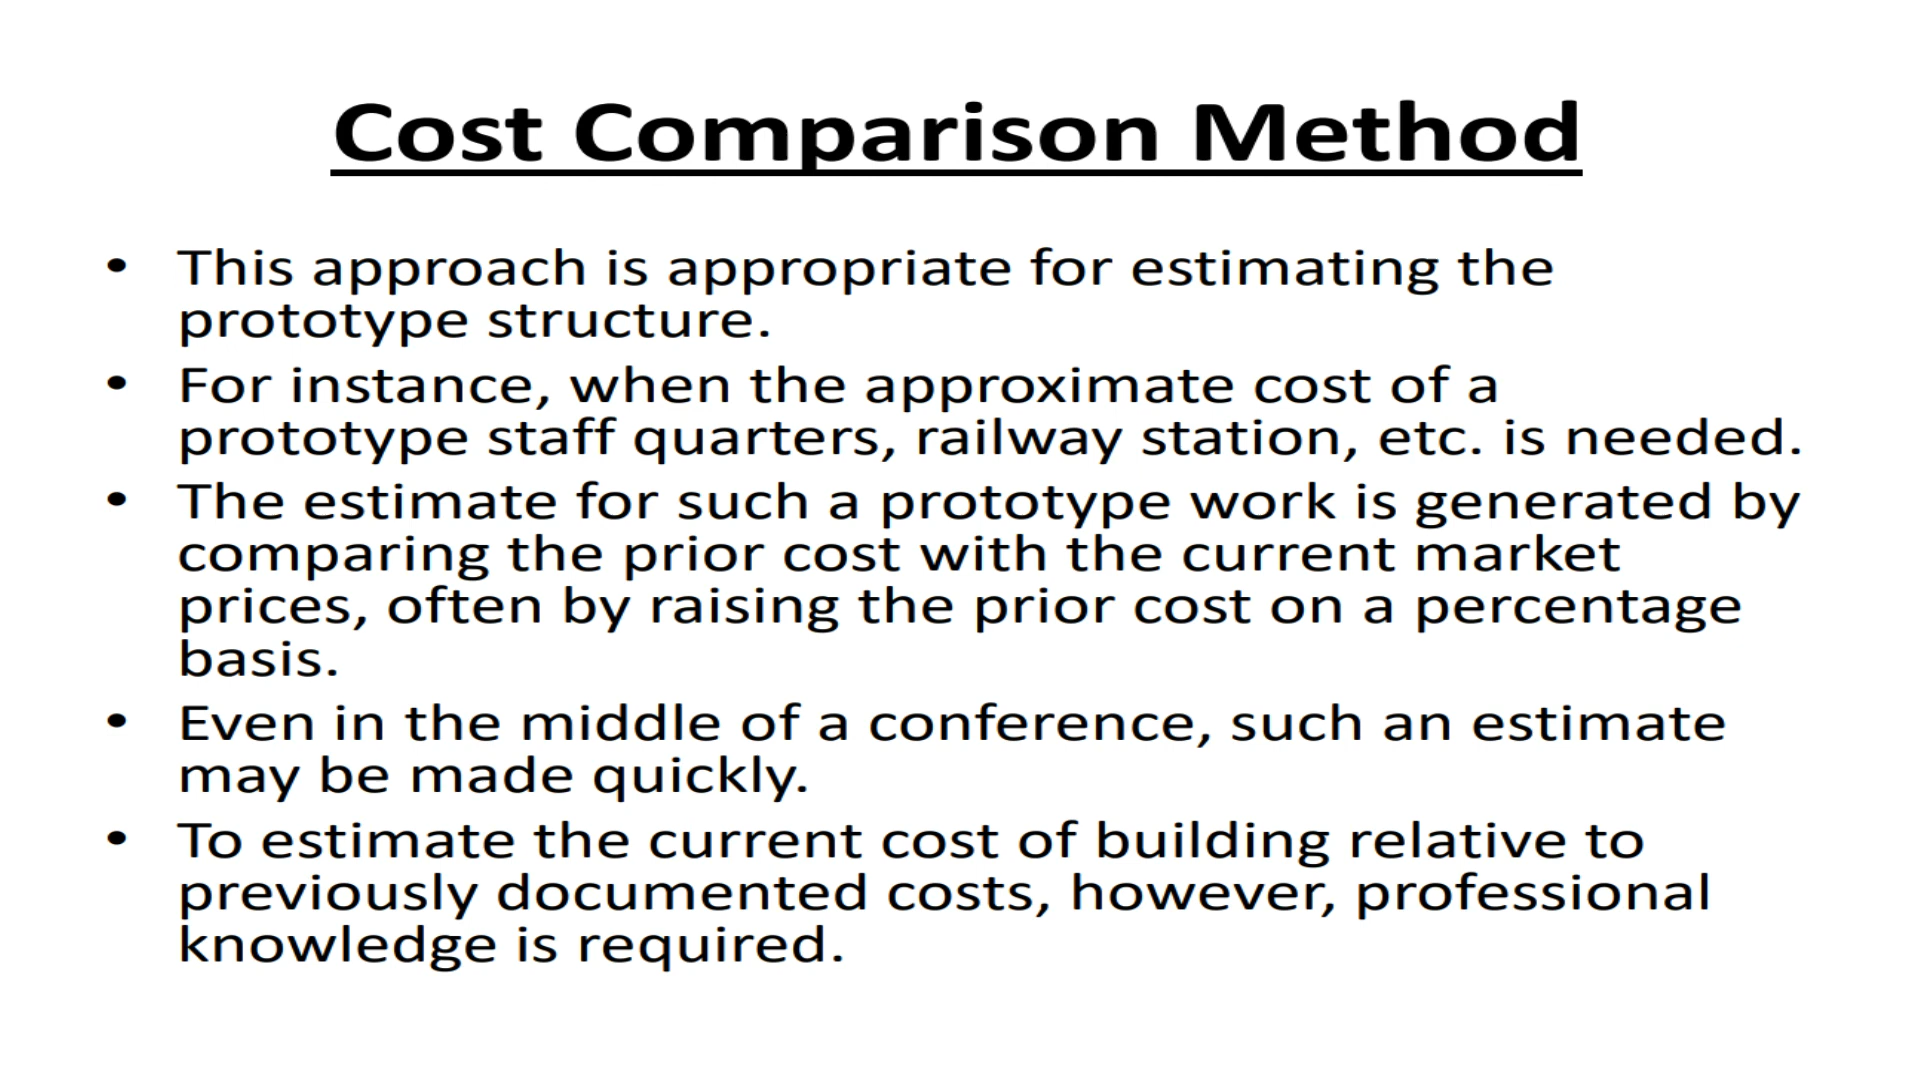 Cost Comparison Method
• This approach is appropriate for estimating the
prototype structure.
• For instance, when the approximate cost of a
prototype staff quarters, railway station, etc. is needed.
• The estimate for such a prototype work is generated by
comparing the prior cost with the current market
prices, often by raising the prior cost on a percentage
basis.
• Even in the middle of a conference, such an estimate
may be made quickly.
• To estimate the current cost of building relative to
previously documented costs, however, professional
knowledge is required.